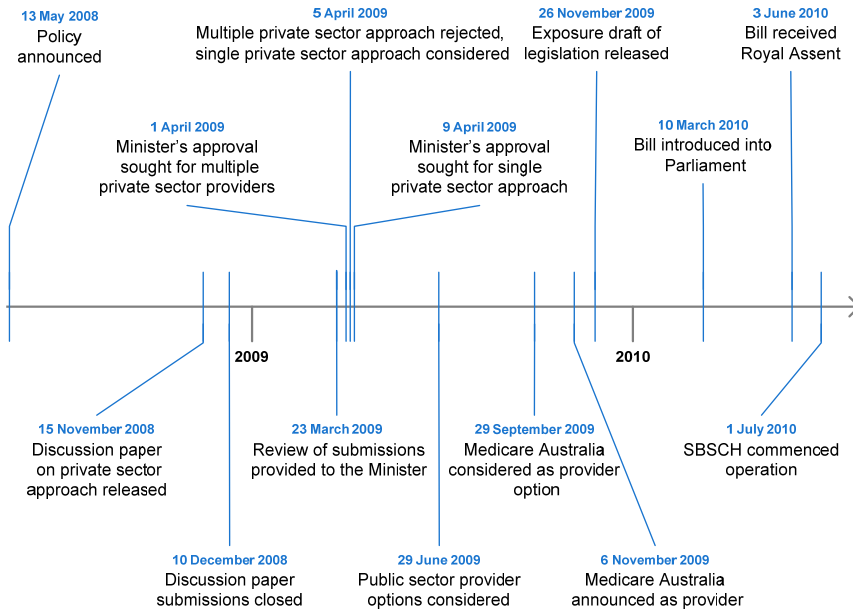 13 May 2008
Policy
announced
5 April 2009
Multiple private sector approach rejected,
single private sector approach considered
26 November 2009
Exposure draft of
legislation released
3 June 2010
Bill received
Royal Assent
1 April 2009
Minister's approval
sought for multiple
private sector providers
9 April 2009
Minister's approval
sought for single
private sector approach
10 March 2010
Bill introduced into
Parliament
2009
2010
15 November 2008
Discussion paper
on private sector
approach released
23 March 2009
Review of submissions
provided to the Minister
29 September 2009
Medicare Australia
considered as provider
option
1 July 2010
SBSCH commenced
operation
10 December 2008
Discussion paper
submissions closed
29 June 2009
Public sector provider
options considered
6 November 2009
Medicare Australia
announced as provider